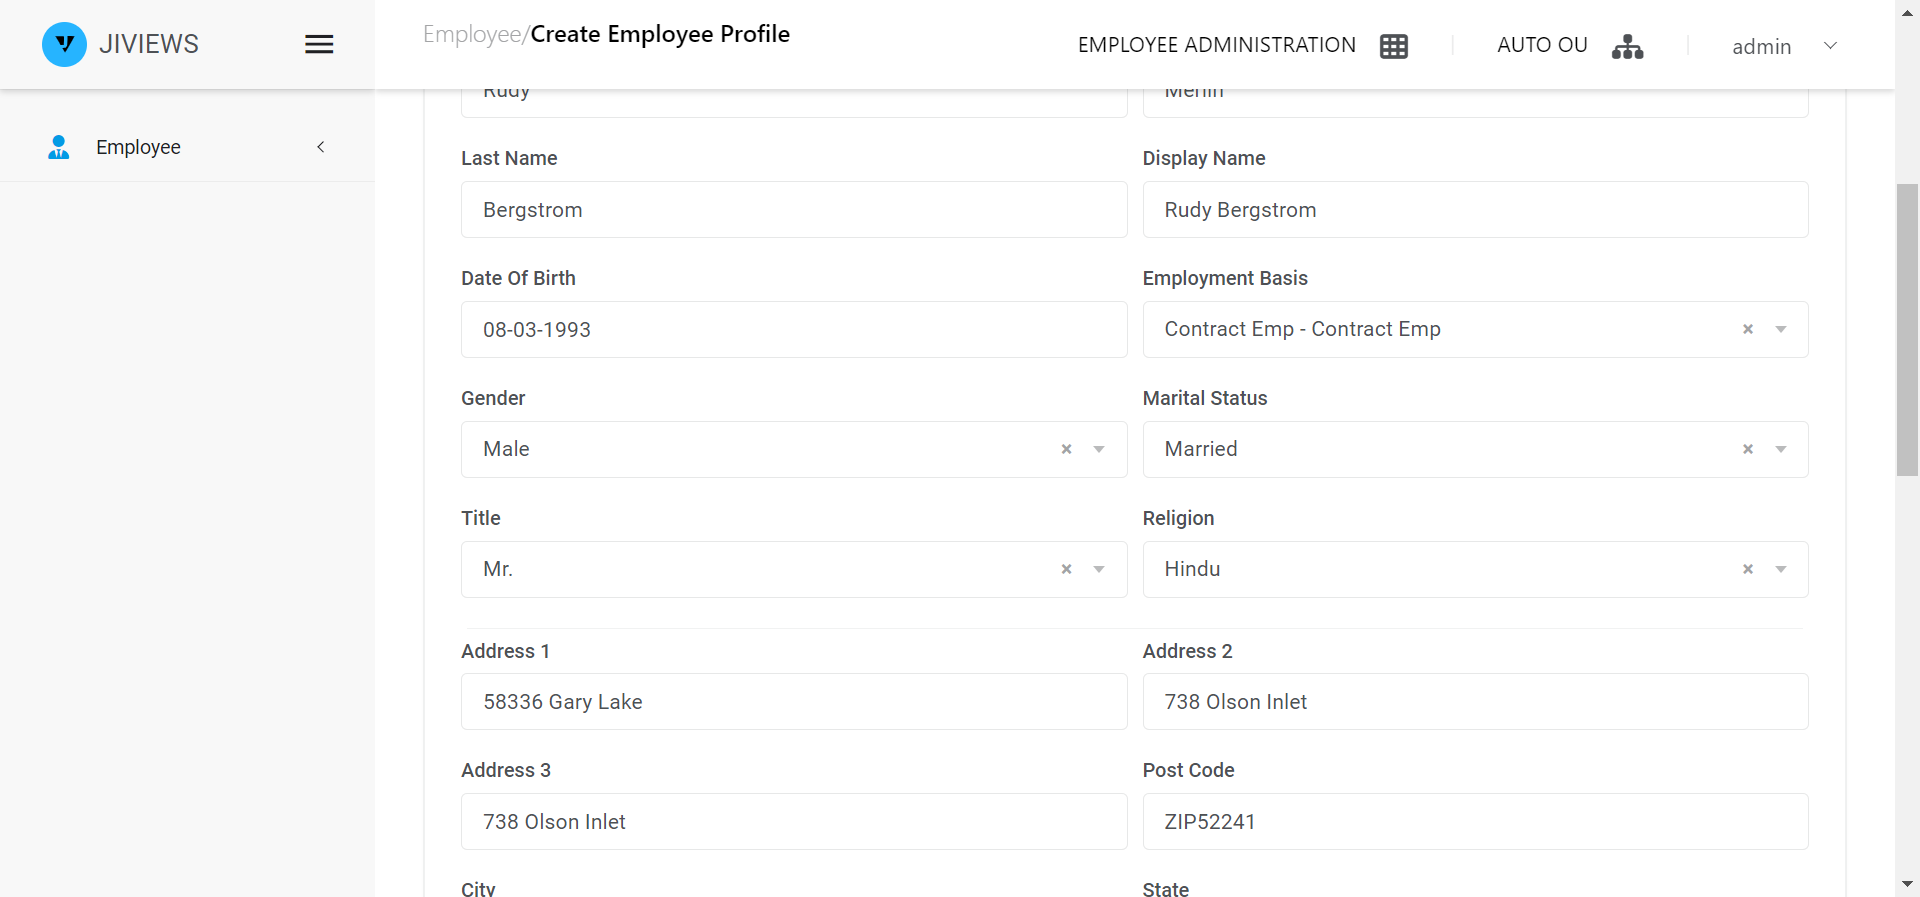 JIVIEWS
Employee/Create Employee Profile
EMPLOYEE ADMINISTRATION
AUTO OU
admin
Employee
Rudy
Merlin
Last Name
Display Name
Bergstrom
Rudy Bergstrom
Date Of Birth
Employment Basis
08-03-1993
Contract Emp - Contract Emp
Gender
Marital Status
Male
Married
Title
Religion
Mr.
Hindu
Address 1
Address 2
58336 Gary Lake
738 Olson Inlet
Address 3
Post Code
738 Olson Inlet
ZIP52241
City
State